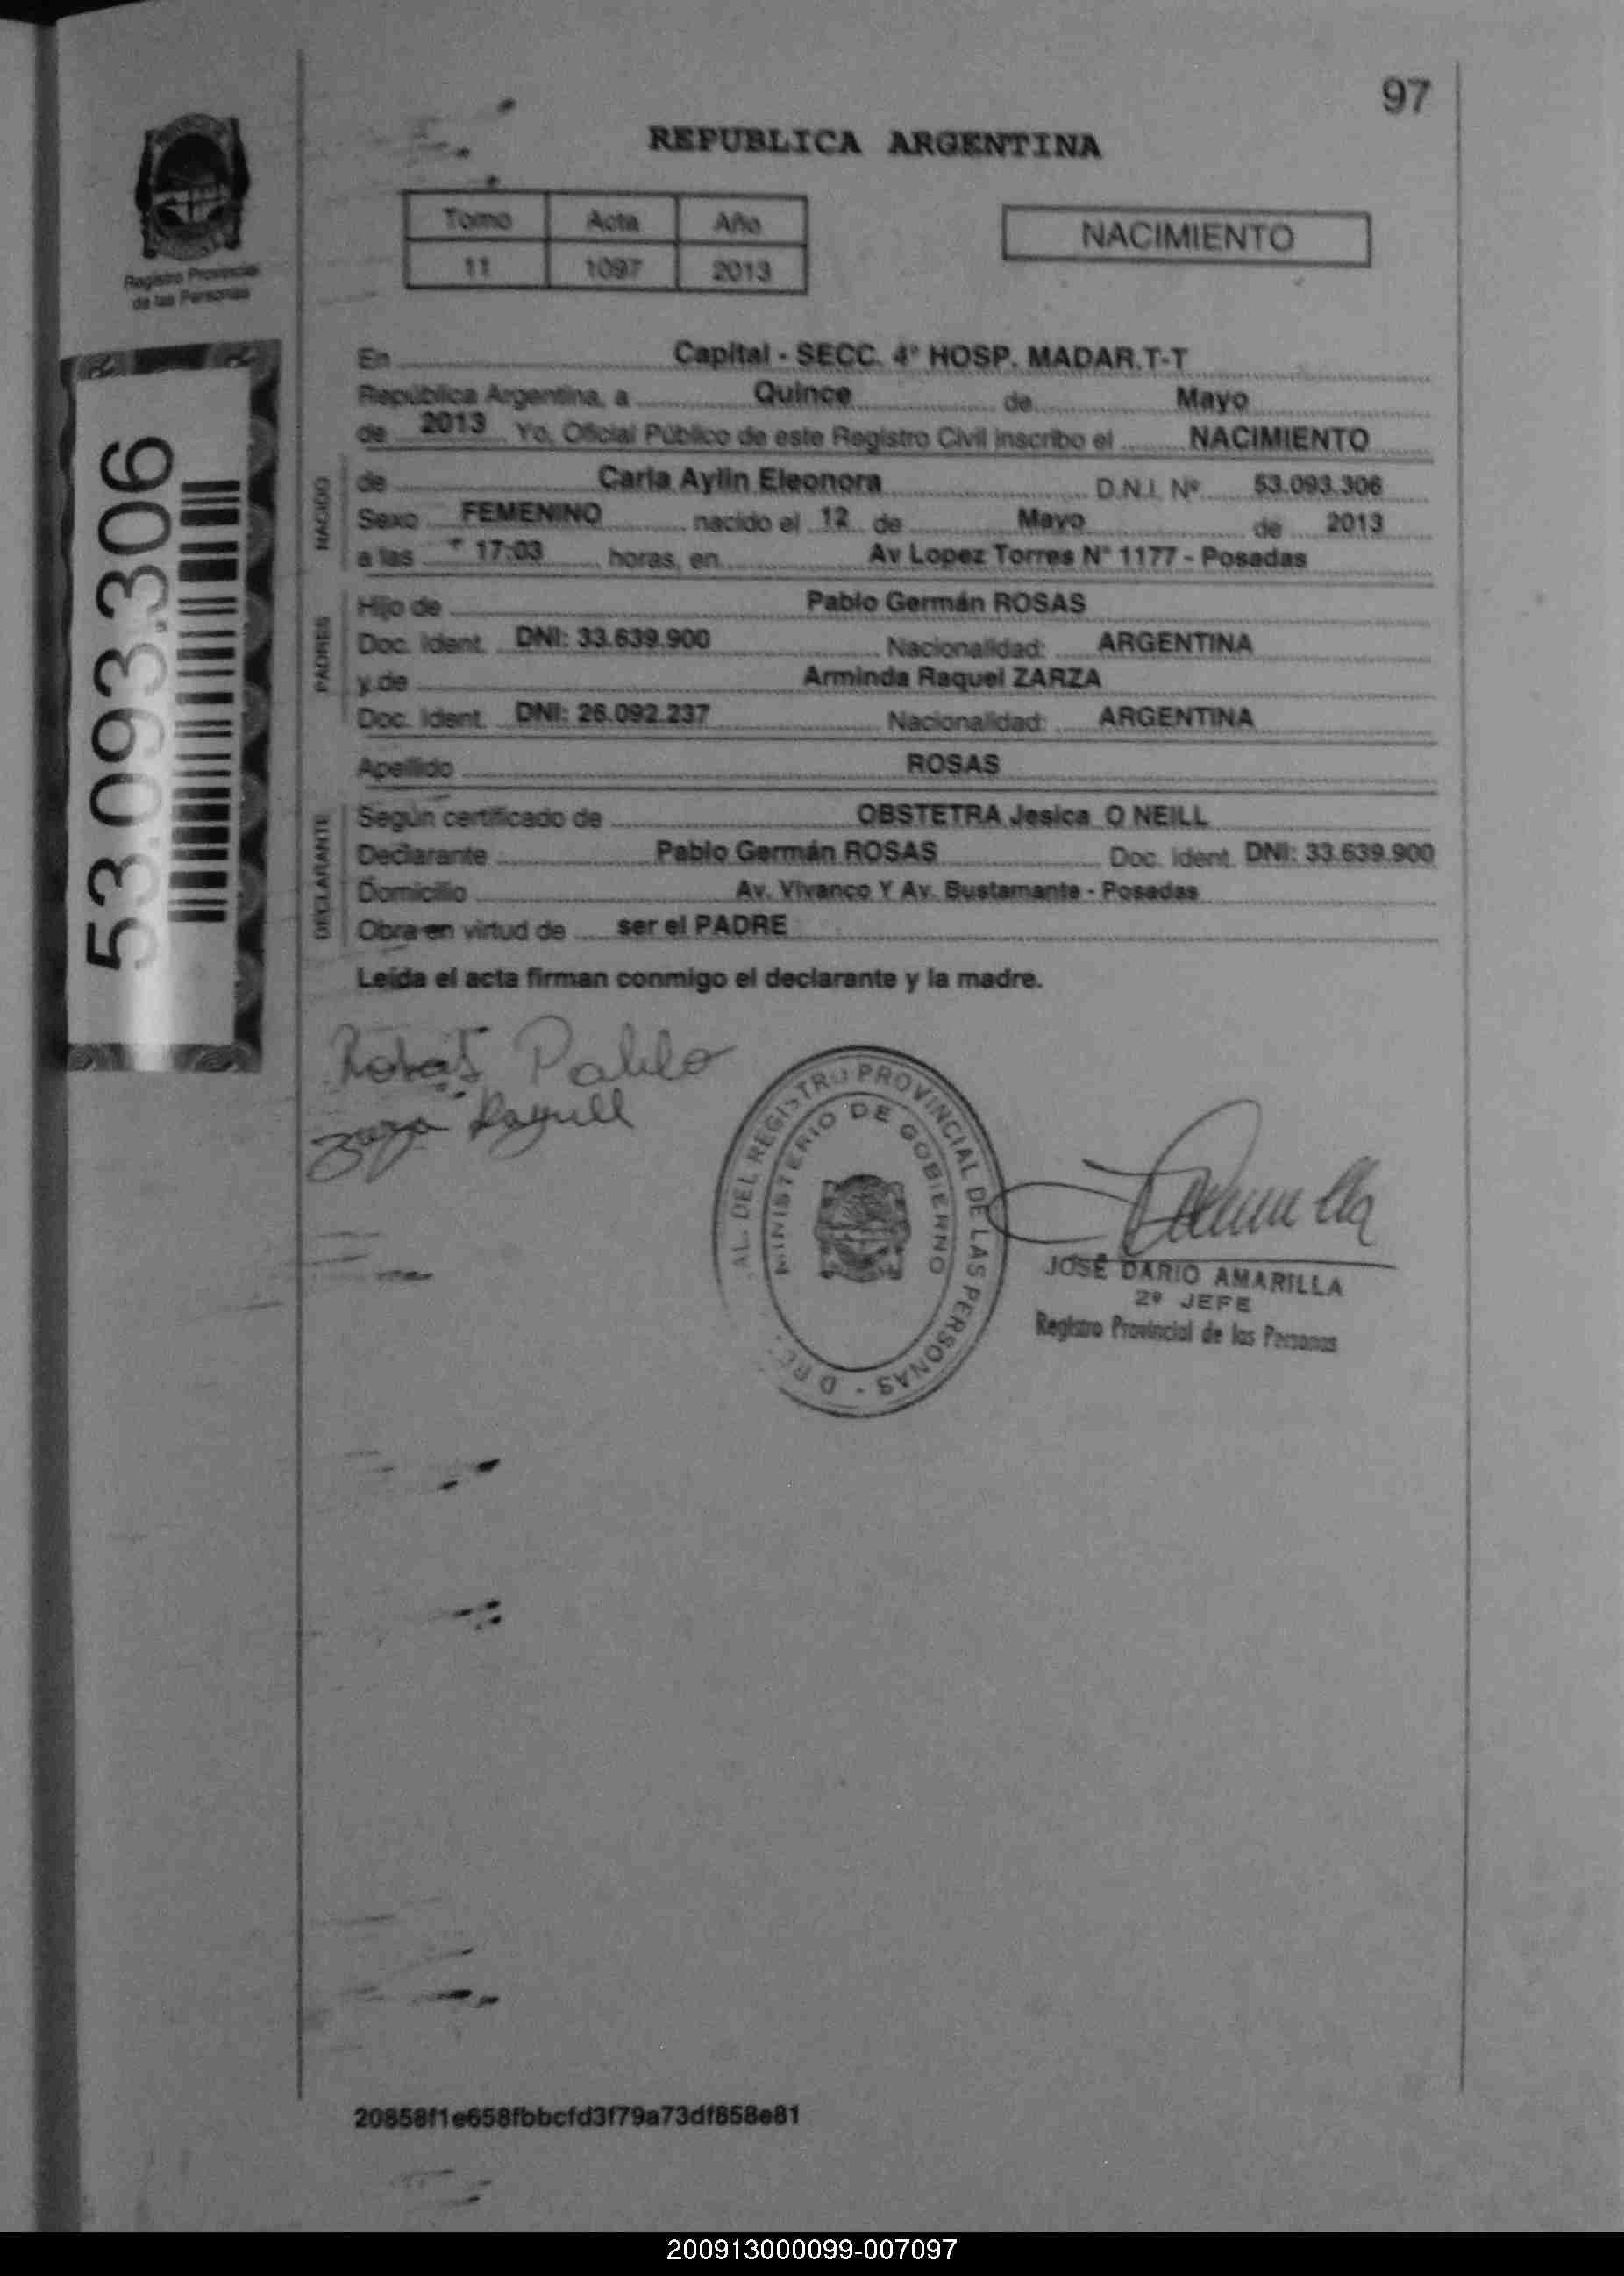 97
REPUBLICA ARGENTINA
Registro Provincial
de las Personas
Tomo Acta Año
11 1097 2013
NACIMIENTO
53.093.306
En Capital - SECC. 4° HOSP. MADAR.T-T
República Argentina, a Quince de Mayo
de 2013 Yo, Oficial Público de este Registro Civil inscribo el NACIMIENTO
NACIDO
de Carla Aylin Eleonora D.N.I. Nº 53.093.306
Sexo FEMENINO nacido el 12 de Mayo de 2013
a las 17:03 horas, en Av Lopez Torres N° 1177 - Posadas
PADRES
Hijo de Pablo Germán ROSAS
Doc. Ident. DNI: 33.639.900 Nacionalidad: ARGENTINA
y de Arminda Raquel ZARZA
Doc. Ident. DNI: 26.092.237 Nacionalidad: ARGENTINA
Apellido ROSAS
DECLARANTE
Según certificado de OBSTETRA Jesica O NEILL
Declarante Pablo Germán ROSAS Doc. Ident. DNI: 33.639.900
Domicilio Av. Vivanco Y Av. Bustamante - Posadas
Obra en virtud de ser el PADRE
Leída el acta firman conmigo el declarante y la madre.
Pablo
AL. DEL REGISTRO PROVINCIAL DE LAS PERSONAS - D RE
MINISTERIO DE GOBIERNO
JOSÉ DARIO AMARILLA
2º JEFE
Registro Provincial de las Personas
20858f1e658fbbcfd3f79a73df858e81
200913000099-007097